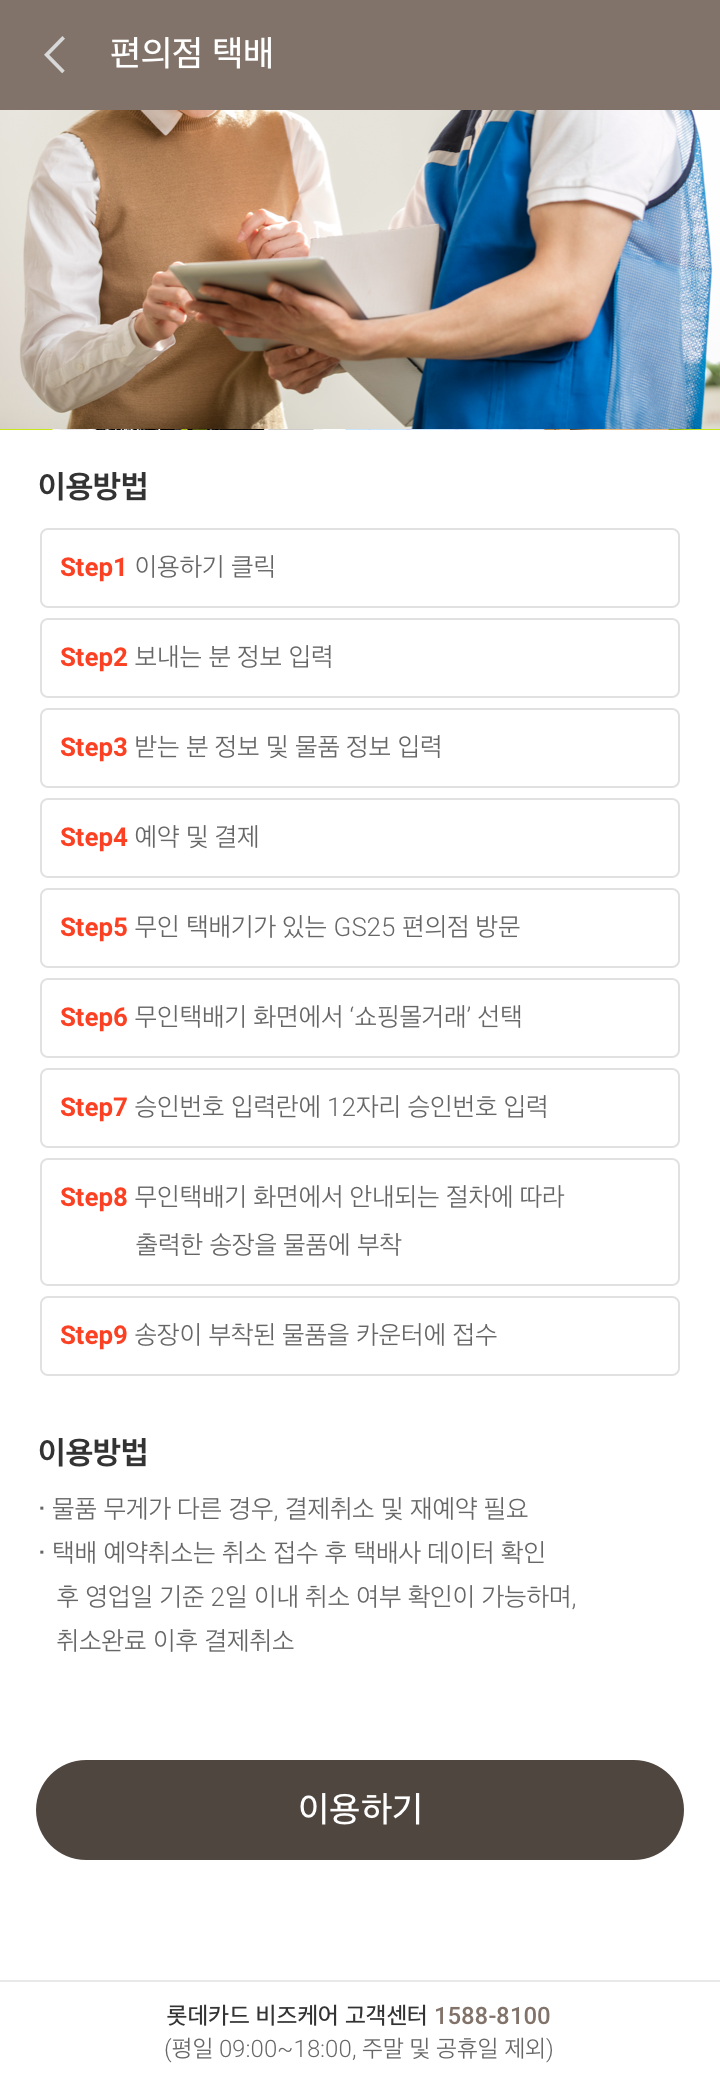 편의점 택배
이용방법
Step1 이용하기 클릭
Step2 보내는 분 정보 입력
Step3 받는 분 정보 및 물품 정보 입력
Step4 예약 및 결제
Step5 무인 택배기가 있는 GS25 편의점 방문
Step6 무인택배기 화면에서 ‘쇼핑몰거래’ 선택
Step7 승인번호 입력란에 12자리 승인번호 입력
Step8 무인택배기 화면에서 안내되는 절차에 따라
출력한 송장을 물품에 부착
Step9 송장이 부착된 물품을 카운터에 접수
이용방법
· 물품 무게가 다른 경우, 결제취소 및 재예약 필요
· 택배 예약취소는 취소 접수 후 택배사 데이터 확인
후 영업일 기준 2일 이내 취소 여부 확인이 가능하며,
취소완료 이후 결제취소
이용하기
롯데카드 비즈케어 고객센터 1588-8100
(평일 09:00~18:00, 주말 및 공휴일 제외)